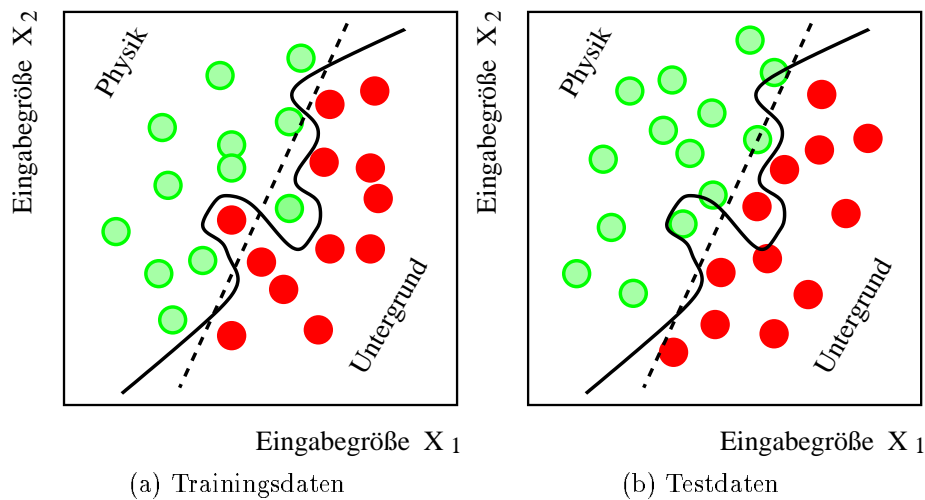 Eingabegröße X 2
Physik
Untergrund
Eingabegröße X 1
(a) Trainingsdaten
Eingabegröße X 2
Physik
Untergrund
Eingabegröße X 1
(b) Testdaten